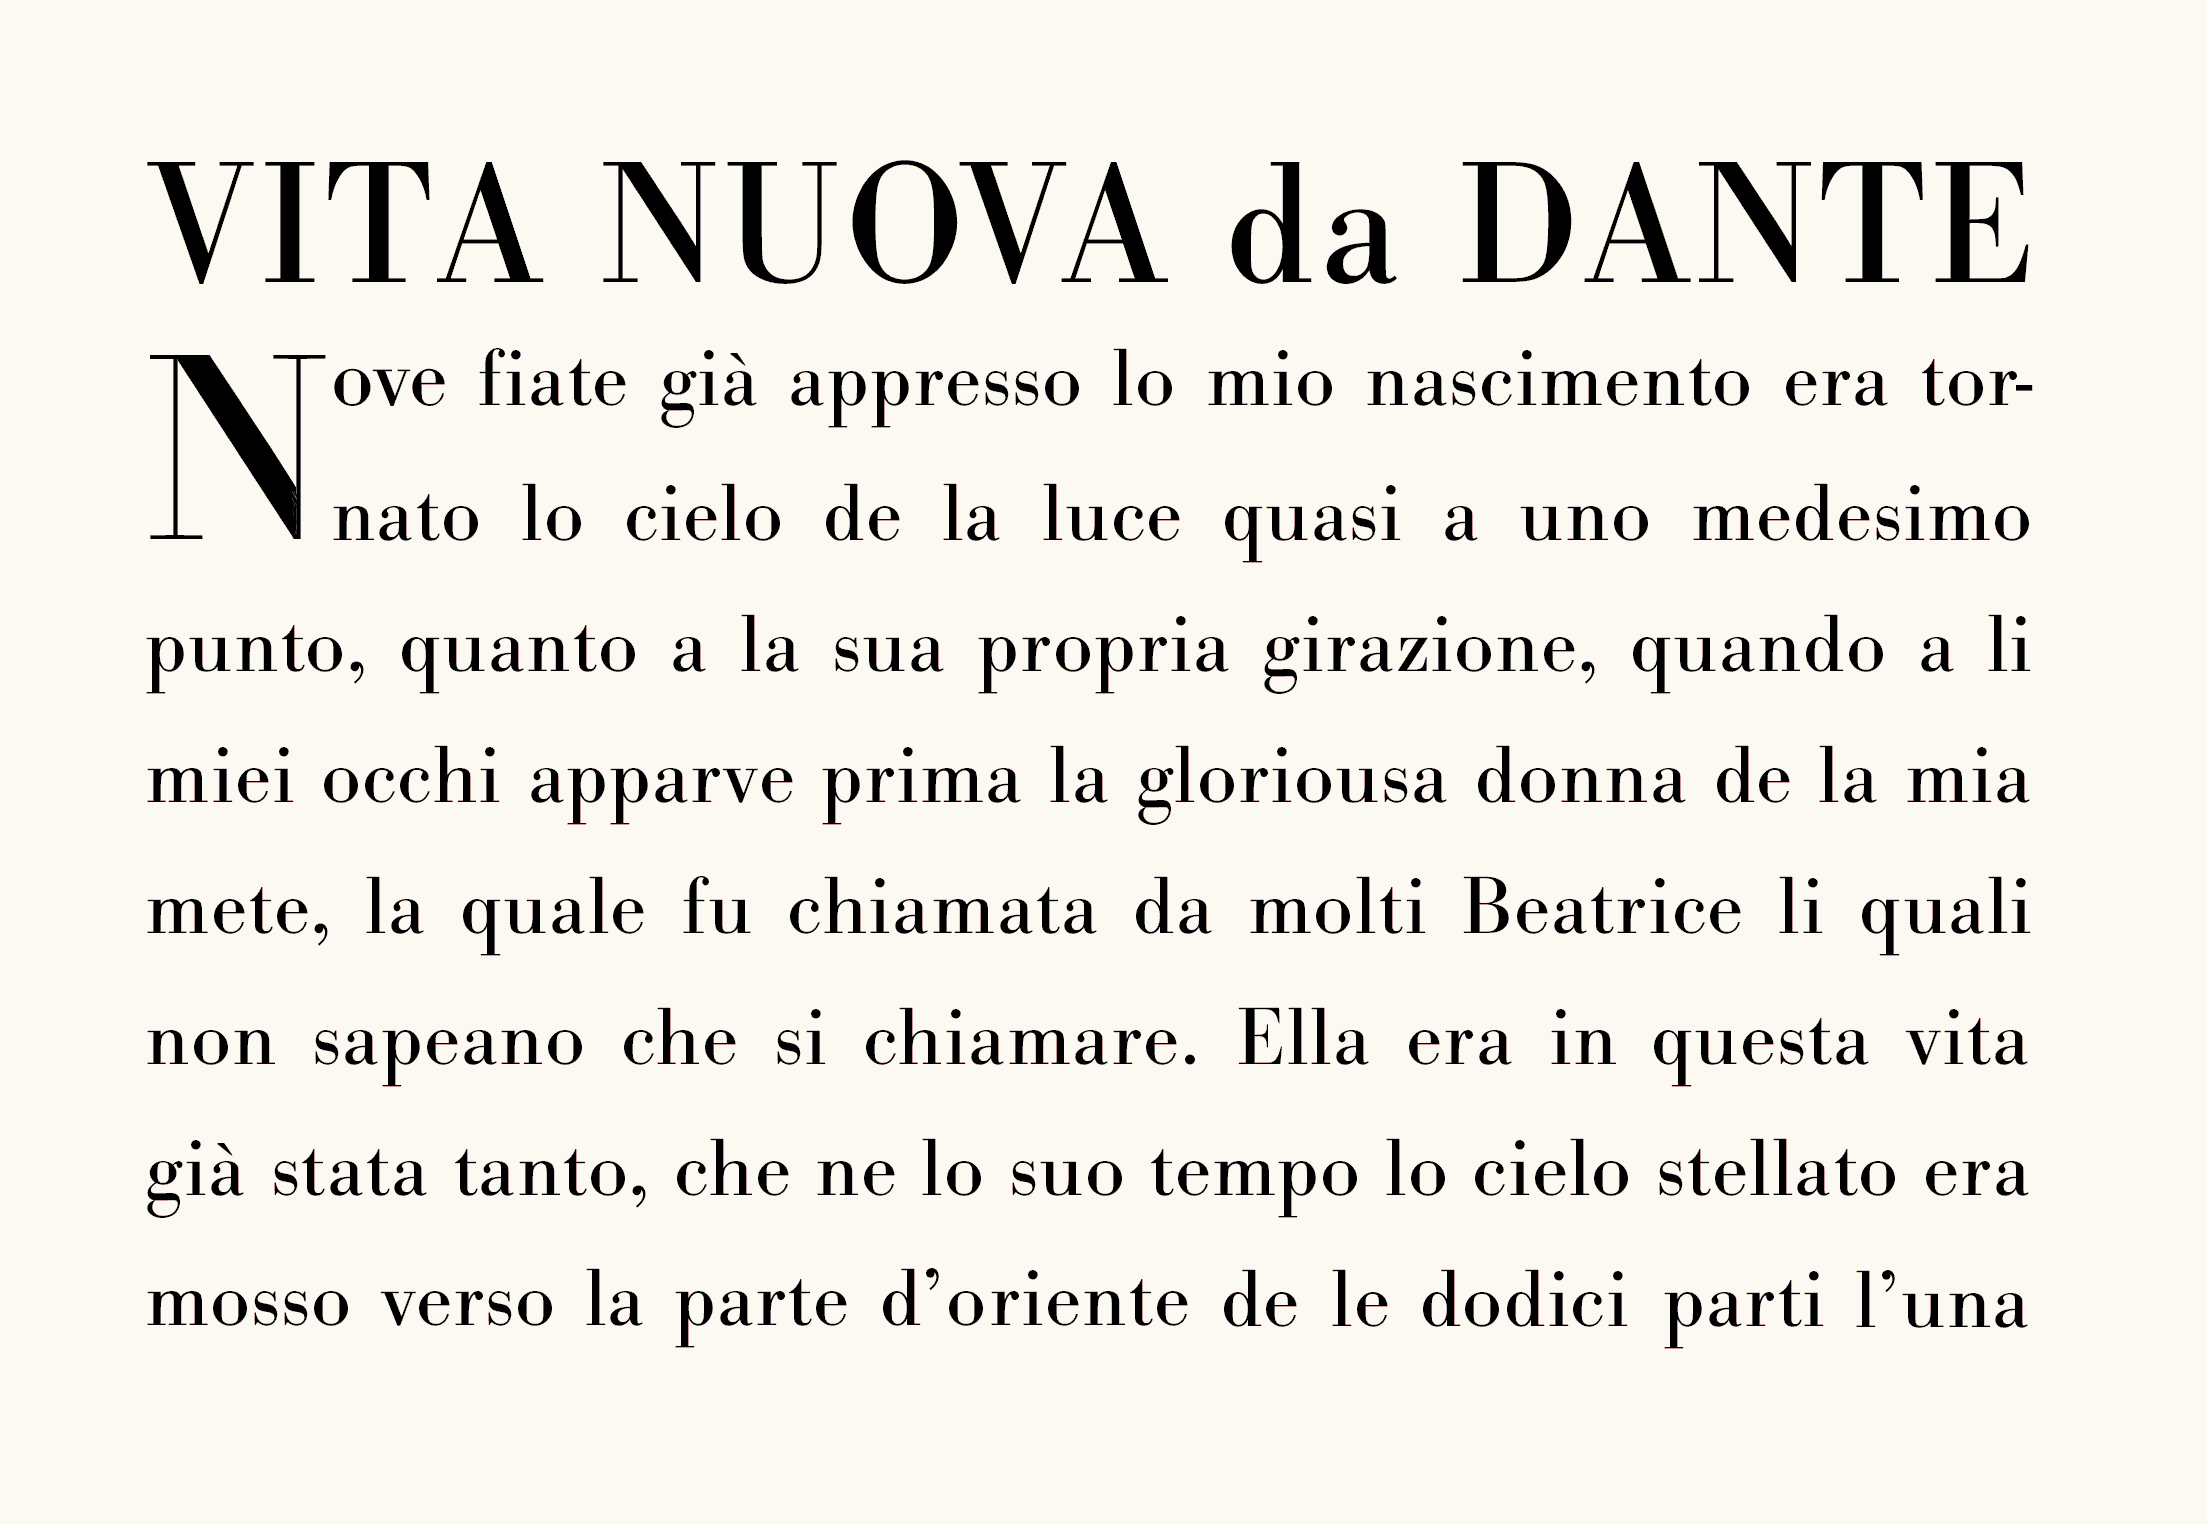 VITA NUOVA da DANTE
Nove fiate già appresso lo mio nascimento era tor-
nato lo cielo de la luce quasi a uno medesimo
punto, quanto a la sua propria girazione, quando a li
miei occhi apparve prima la gloriousa donna de la mia
mete, la quale fu chiamata da molti Beatrice li quali
non sapeano che si chiamare. Ella era in questa vita
già stata tanto, che ne lo suo tempo lo cielo stellato era
mosso verso la parte d’oriente de le dodici parti l’una